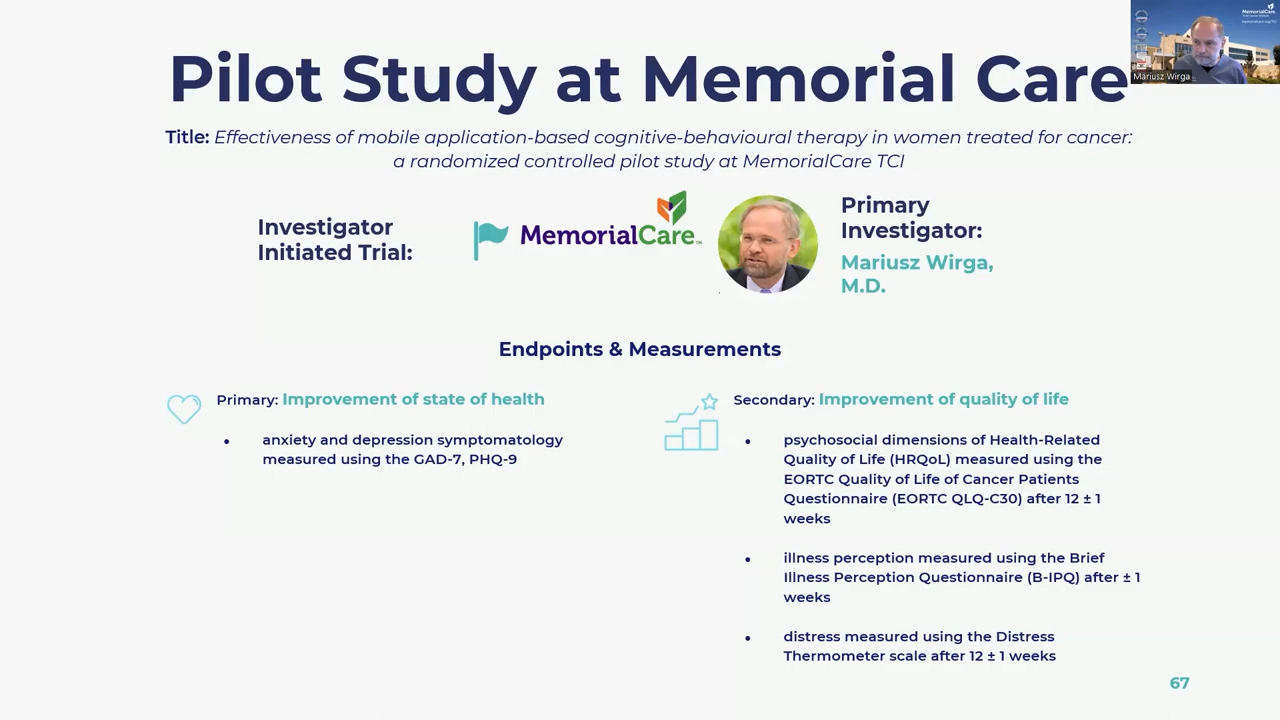 MemorialCare
Mariusz Wirga
Pilot Study at Memorial Care
Title: Effectiveness of mobile application-based cognitive-behavioural therapy in women treated for cancer:
a randomized controlled pilot study at MemorialCare TCI
Investigator
Initiated Trial:
MemorialCare™
Primary
Investigator:
Mariusz Wirga,
M.D.
Endpoints & Measurements
Primary: Improvement of state of health
• anxiety and depression symptomatology
measured using the GAD-7, PHQ-9
Secondary: Improvement of quality of life
• psychosocial dimensions of Health-Related
Quality of Life (HRQoL) measured using the
EORTC Quality of Life of Cancer Patients
Questionnaire (EORTC QLQ-C30) after 12 ± 1
weeks
• illness perception measured using the Brief
Illness Perception Questionnaire (B-IPQ) after ± 1
weeks
• distress measured using the Distress
Thermometer scale after 12 ± 1 weeks
67